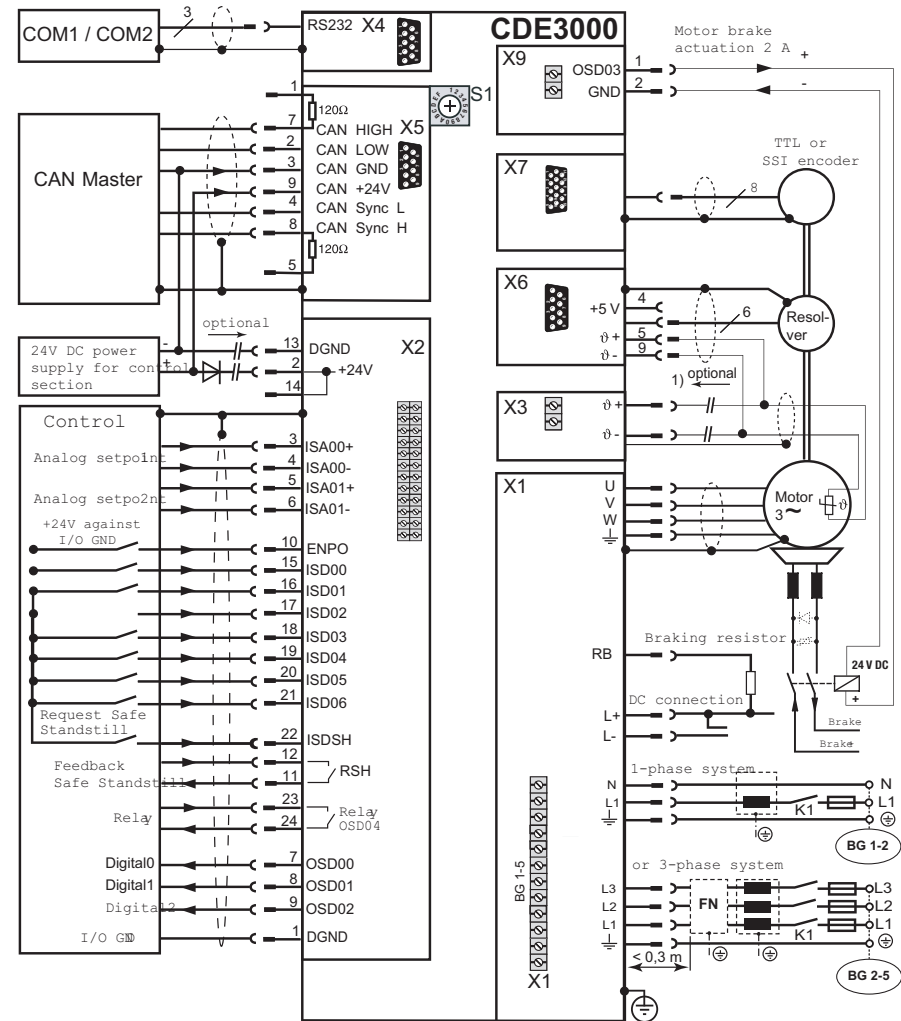 COM1 / COM2
3
RS232 X4
CDE3000
X9
OSD03
GND
1
2
Motor brake
actuation 2 A
+
-
S1
1
120Ω
7
CAN HIGH
X5
2
CAN LOW
3
CAN GND
9
CAN +24V
4
CAN Sync L
8
CAN Sync H
120Ω
5
CAN Master
X7
8
TTL or
SSI encoder
X6
+5 V
4
6
ϑ +
5
ϑ -
9
Resol-
ver
1) optional
X3
ϑ +
ϑ -
24V DC power
supply for control
section
-
+
optional
13
DGND
2
+24V
14
X2
Control
Analog setpo1nt
Analog setpo2nt
+24V against
I/O GND
3
ISA00+
4
ISA00-
5
ISA01+
6
ISA01-
10
ENPO
15
ISD00
16
ISD01
17
ISD02
18
ISD03
19
ISD04
20
ISD05
21
ISD06
Request Safe
Standstill
22
ISDSH
Feedback
Safe Standstill
12
11
RSH
Relay
23
24
Relay
OSD04
Digital0
7
OSD00
Digital1
8
OSD01
Digital2
9
OSD02
I/O GND
1
DGND
X1
U
V
W
Motor
3 ~
ϑ
RB
Braking resistor
24 V DC
+
Brake
Brake+
DC connection
L+
L-
1-phase system
N
L1
K1
N
L1
BG 1-2
or 3-phase system
L3
L2
L1
FN
K1
L3
L2
L1
< 0,3 m
BG 2-5
BG 1-5
X1